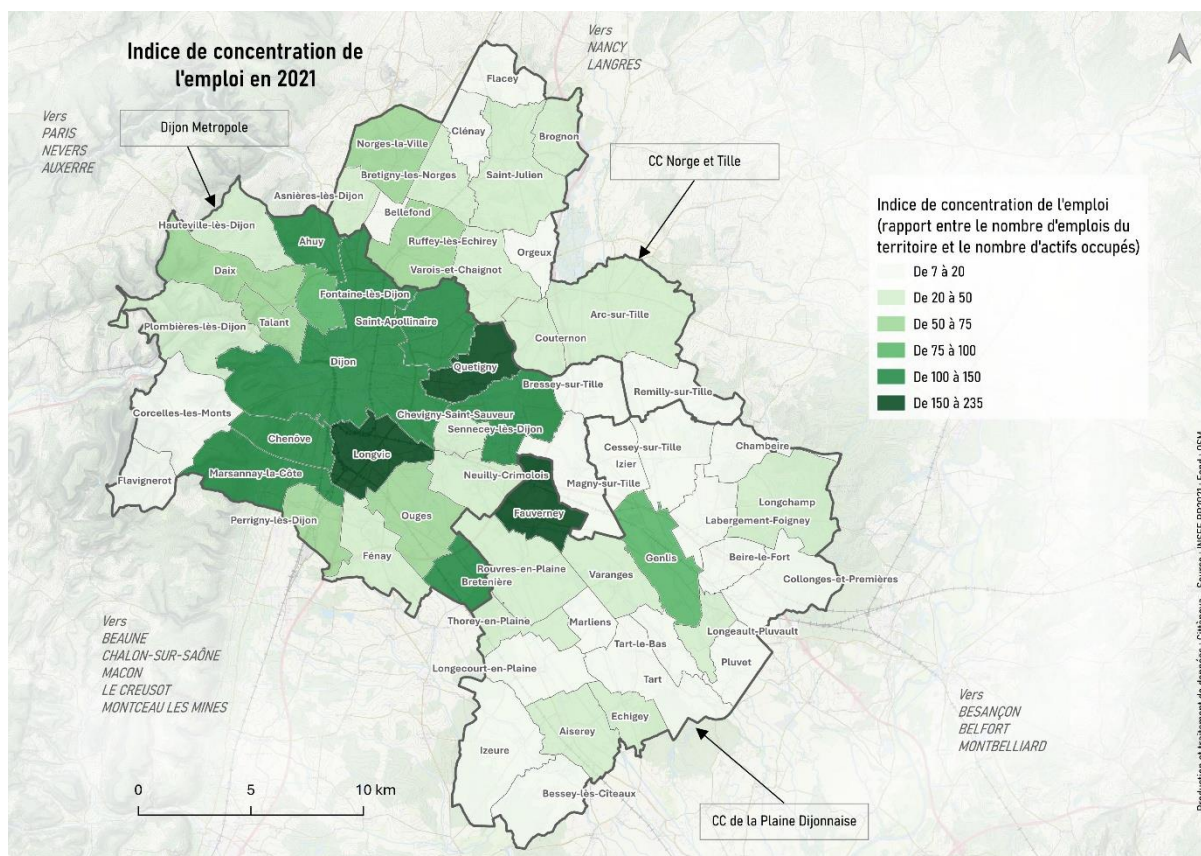 Indice de concentration de
l'emploi en 2021
Vers
NANCY
LANGRES
Vers
PARIS
NEVERS
AUXERRE
Dijon Metropole
CC Norge et Tille
Flacey
Clénay
Brognon
Norges-la-Ville
Bretigny-les-Norges
Saint-Julien
Asnières-lès-Dijon
Bellefond
Hauteville-lès-Dijon
Ahuy
Ruffey-lès-Echirey
Orgeux
Daix
Varois-et-Chaignot
Fontaine-lès-Dijon
Arc-sur-Tille
Plombières-lès-Dijon
Talant
Saint-Apollinaire
Couternon
Dijon
Quetigny
Bressey-sur-Tille
Remilly-sur-Tille
Corcelles-les-Monts
Chevigny-Saint-Sauveur
Sennecey-lès-Dijon
Chenôve
Longvic
Cessey-sur-Tille
Chambeire
Izier
Marsannay-la-Côte
Neuilly-Crimolois
Magny-sur-Tille
Flavignerot
Longchamp
Fauverney
Ouges
Labergement-Foigney
Perrigny-lès-Dijon
Fénay
Genlis
Beire-le-Fort
Rouvres-en-Plaine
Varanges
Bretenière
Collonges-et-Premières
Thorey-en-Plaine
Marliens
Longeault-Pluvault
Tart-le-Bas
Longecourt-en-Plaine
Pluvet
Tart
Echigey
Aiserey
Izeure
Bessey-lès-Cîteaux
Indice de concentration de l'emploi
(rapport entre le nombre d'emplois du
territoire et le nombre d'actifs occupés)
De 7 à 20
De 20 à 50
De 50 à 75
De 75 à 100
De 100 à 150
De 150 à 235
Vers
BEAUNE
CHALON-SUR-SAÔNE
MACON
LE CREUSOT
MONTCEAU LES MINES
Vers
BESANÇON
BELFORT
MONTBELLIARD
0 5 10 km
CC de la Plaine Dijonnaise